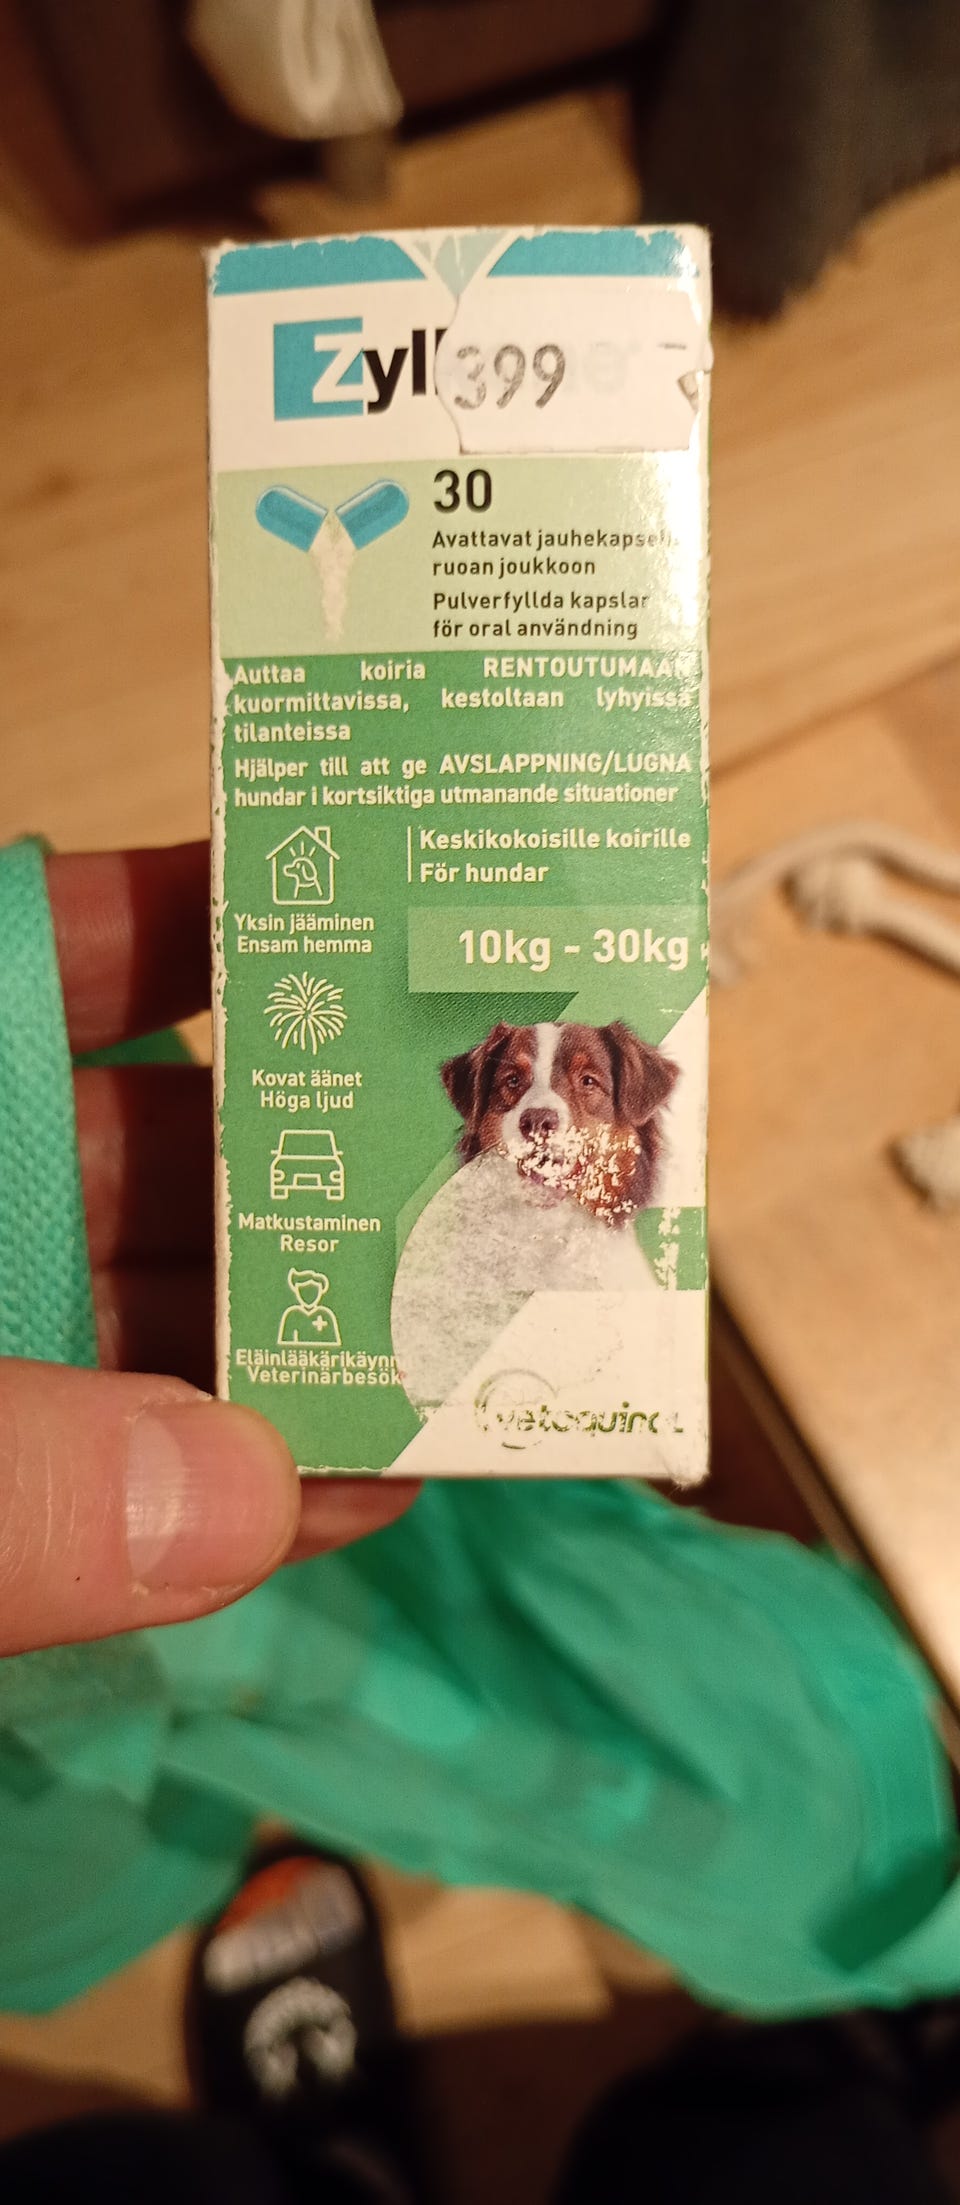 Zyl
399
30
Avattavat
ruoan joukkoon
Pulverfyllda kapslar
för oral användning
Auttaa koiria RENTOUTUMAAN
kuormittavissa, kestoltaan lyhyissä
tilanteissa
Hjälper till att ge AVSLAPPNING/LUGNA
hundar i kortsiktiga utmanande situationer
Keskikokoisille koirille
För hundar
10kg - 30kg
Yksin jääminen
Ensam hemma
Kovat äänet
Höga ljud
Matkustaminen
Resor
Veterinärbesök
vetoquinol